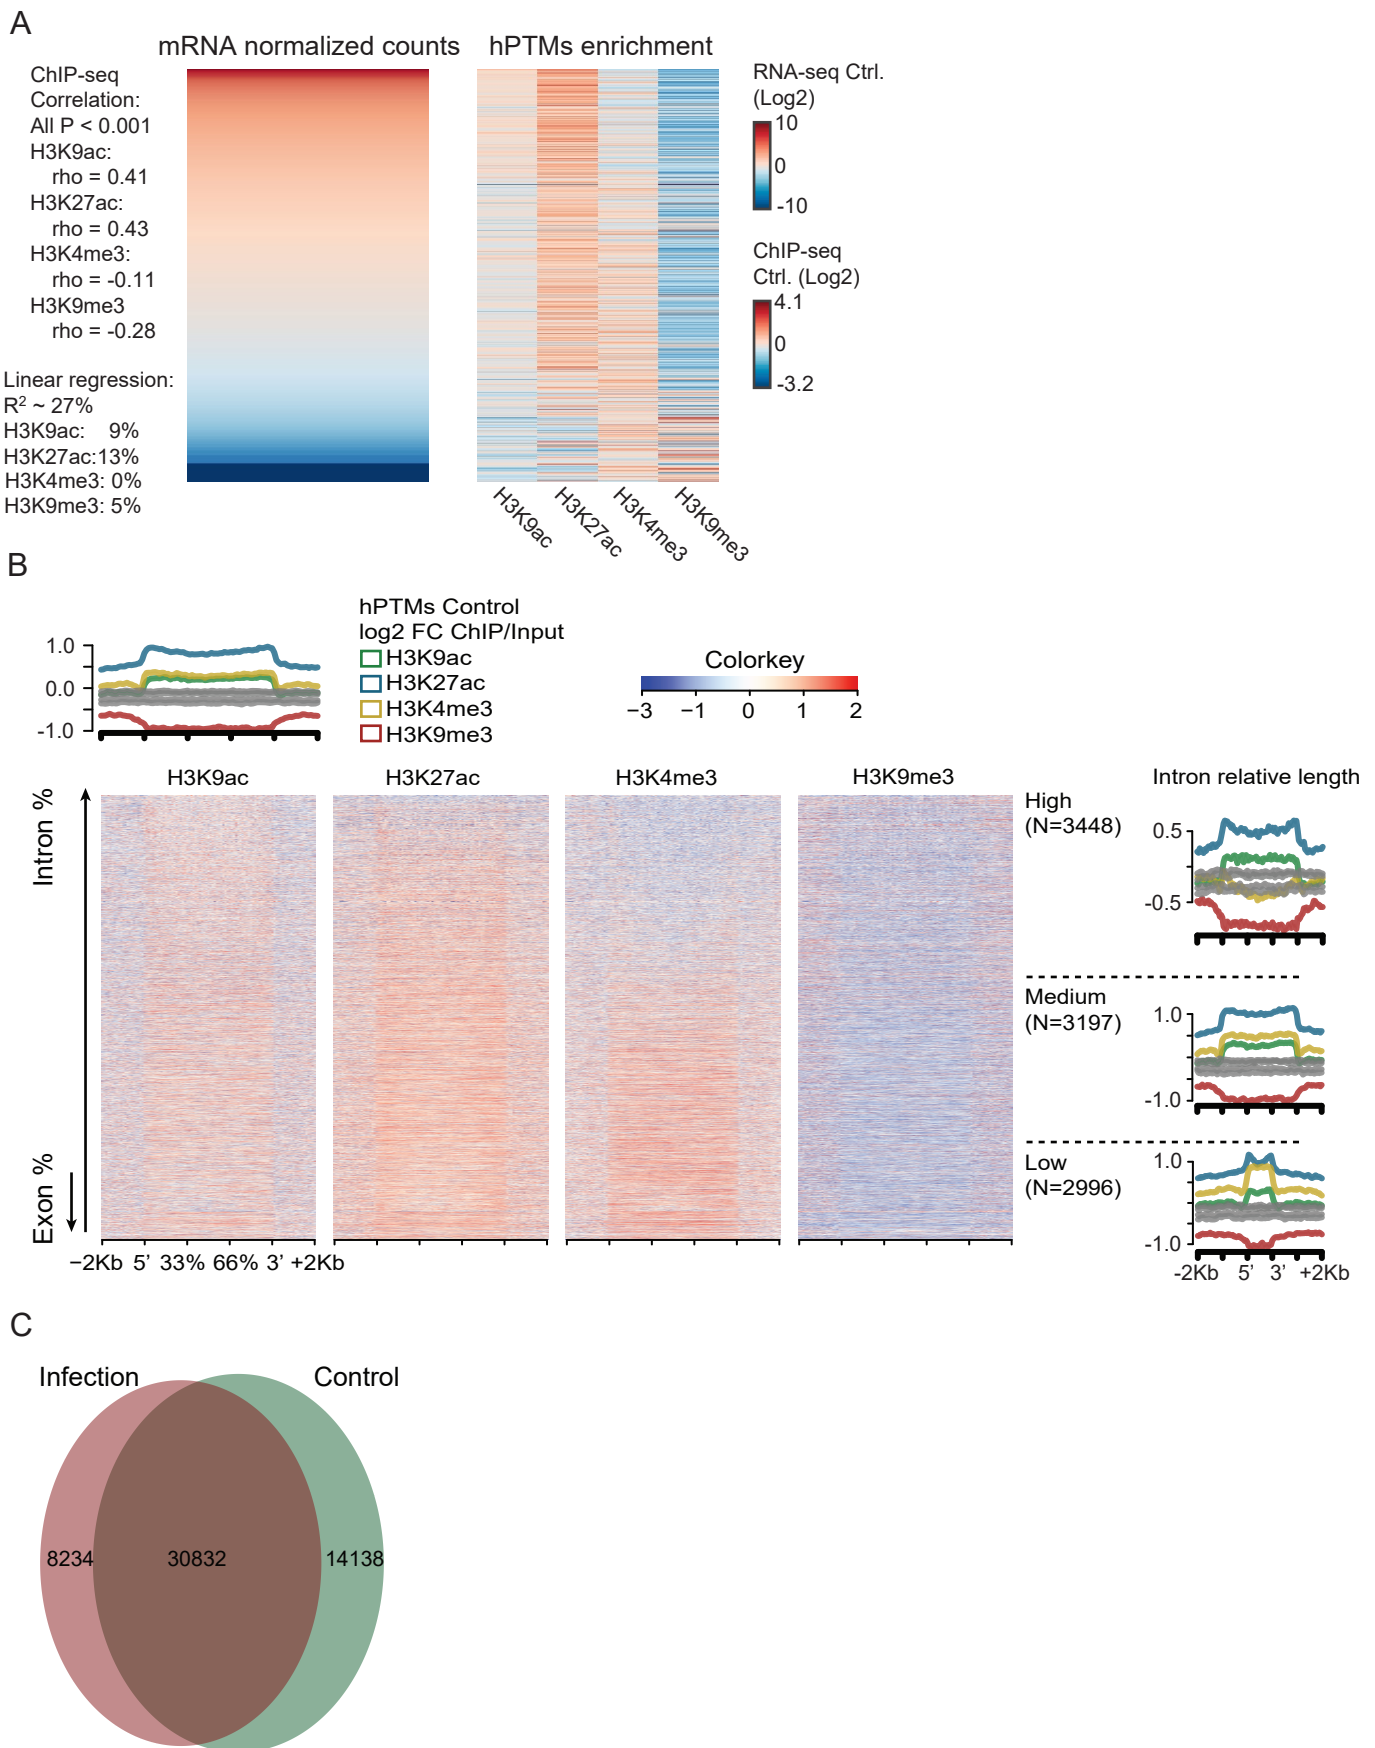 A
mRNA normalized counts
hPTMs enrichment
ChIP-seq
Correlation:
All P < 0.001
H3K9ac:
rho = 0.41
H3K27ac:
rho = 0.43
H3K4me3:
rho = -0.11
H3K9me3
rho = -0.28
Linear regression:
R² ~ 27%
H3K9ac: 9%
H3K27ac:13%
H3K4me3: 0%
H3K9me3: 5%
RNA-seq Ctrl.
(Log2)
10
0
-10
ChIP-seq
Ctrl. (Log2)
4.1
0
-3.2
H3K9ac
H3K27ac
H3K4me3
H3K9me3
B
1.0
0.0
-1.0
hPTMs Control
log2 FC ChIP/Input
H3K9ac
H3K27ac
H3K4me3
H3K9me3
Colorkey
−3 −1 0 1 2
H3K9ac
H3K27ac
H3K4me3
H3K9me3
Intron relative length
Intron %
Exon %
−2Kb 5’ 33% 66% 3’ +2Kb
High
(N=3448)
0.5
-0.5
Medium
(N=3197)
1.0
-1.0
Low
(N=2996)
1.0
-1.0
-2Kb 5’ 3’ +2Kb
C
Infection
Control
8234
30832
14138